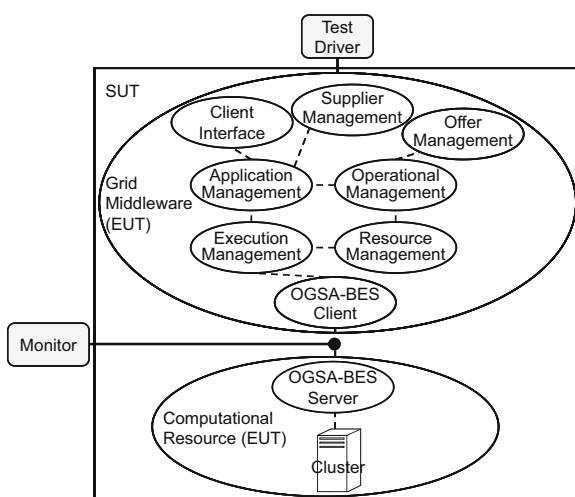 Test
Driver
SUT
Supplier
Management
Client
Interface
Offer
Management
Application
Management
Operational
Management
Grid
Middleware
(EUT)
Execution
Management
Resource
Management
OGSA-BES
Client
Monitor
OGSA-BES
Server
Computational
Resource (EUT)
Cluster